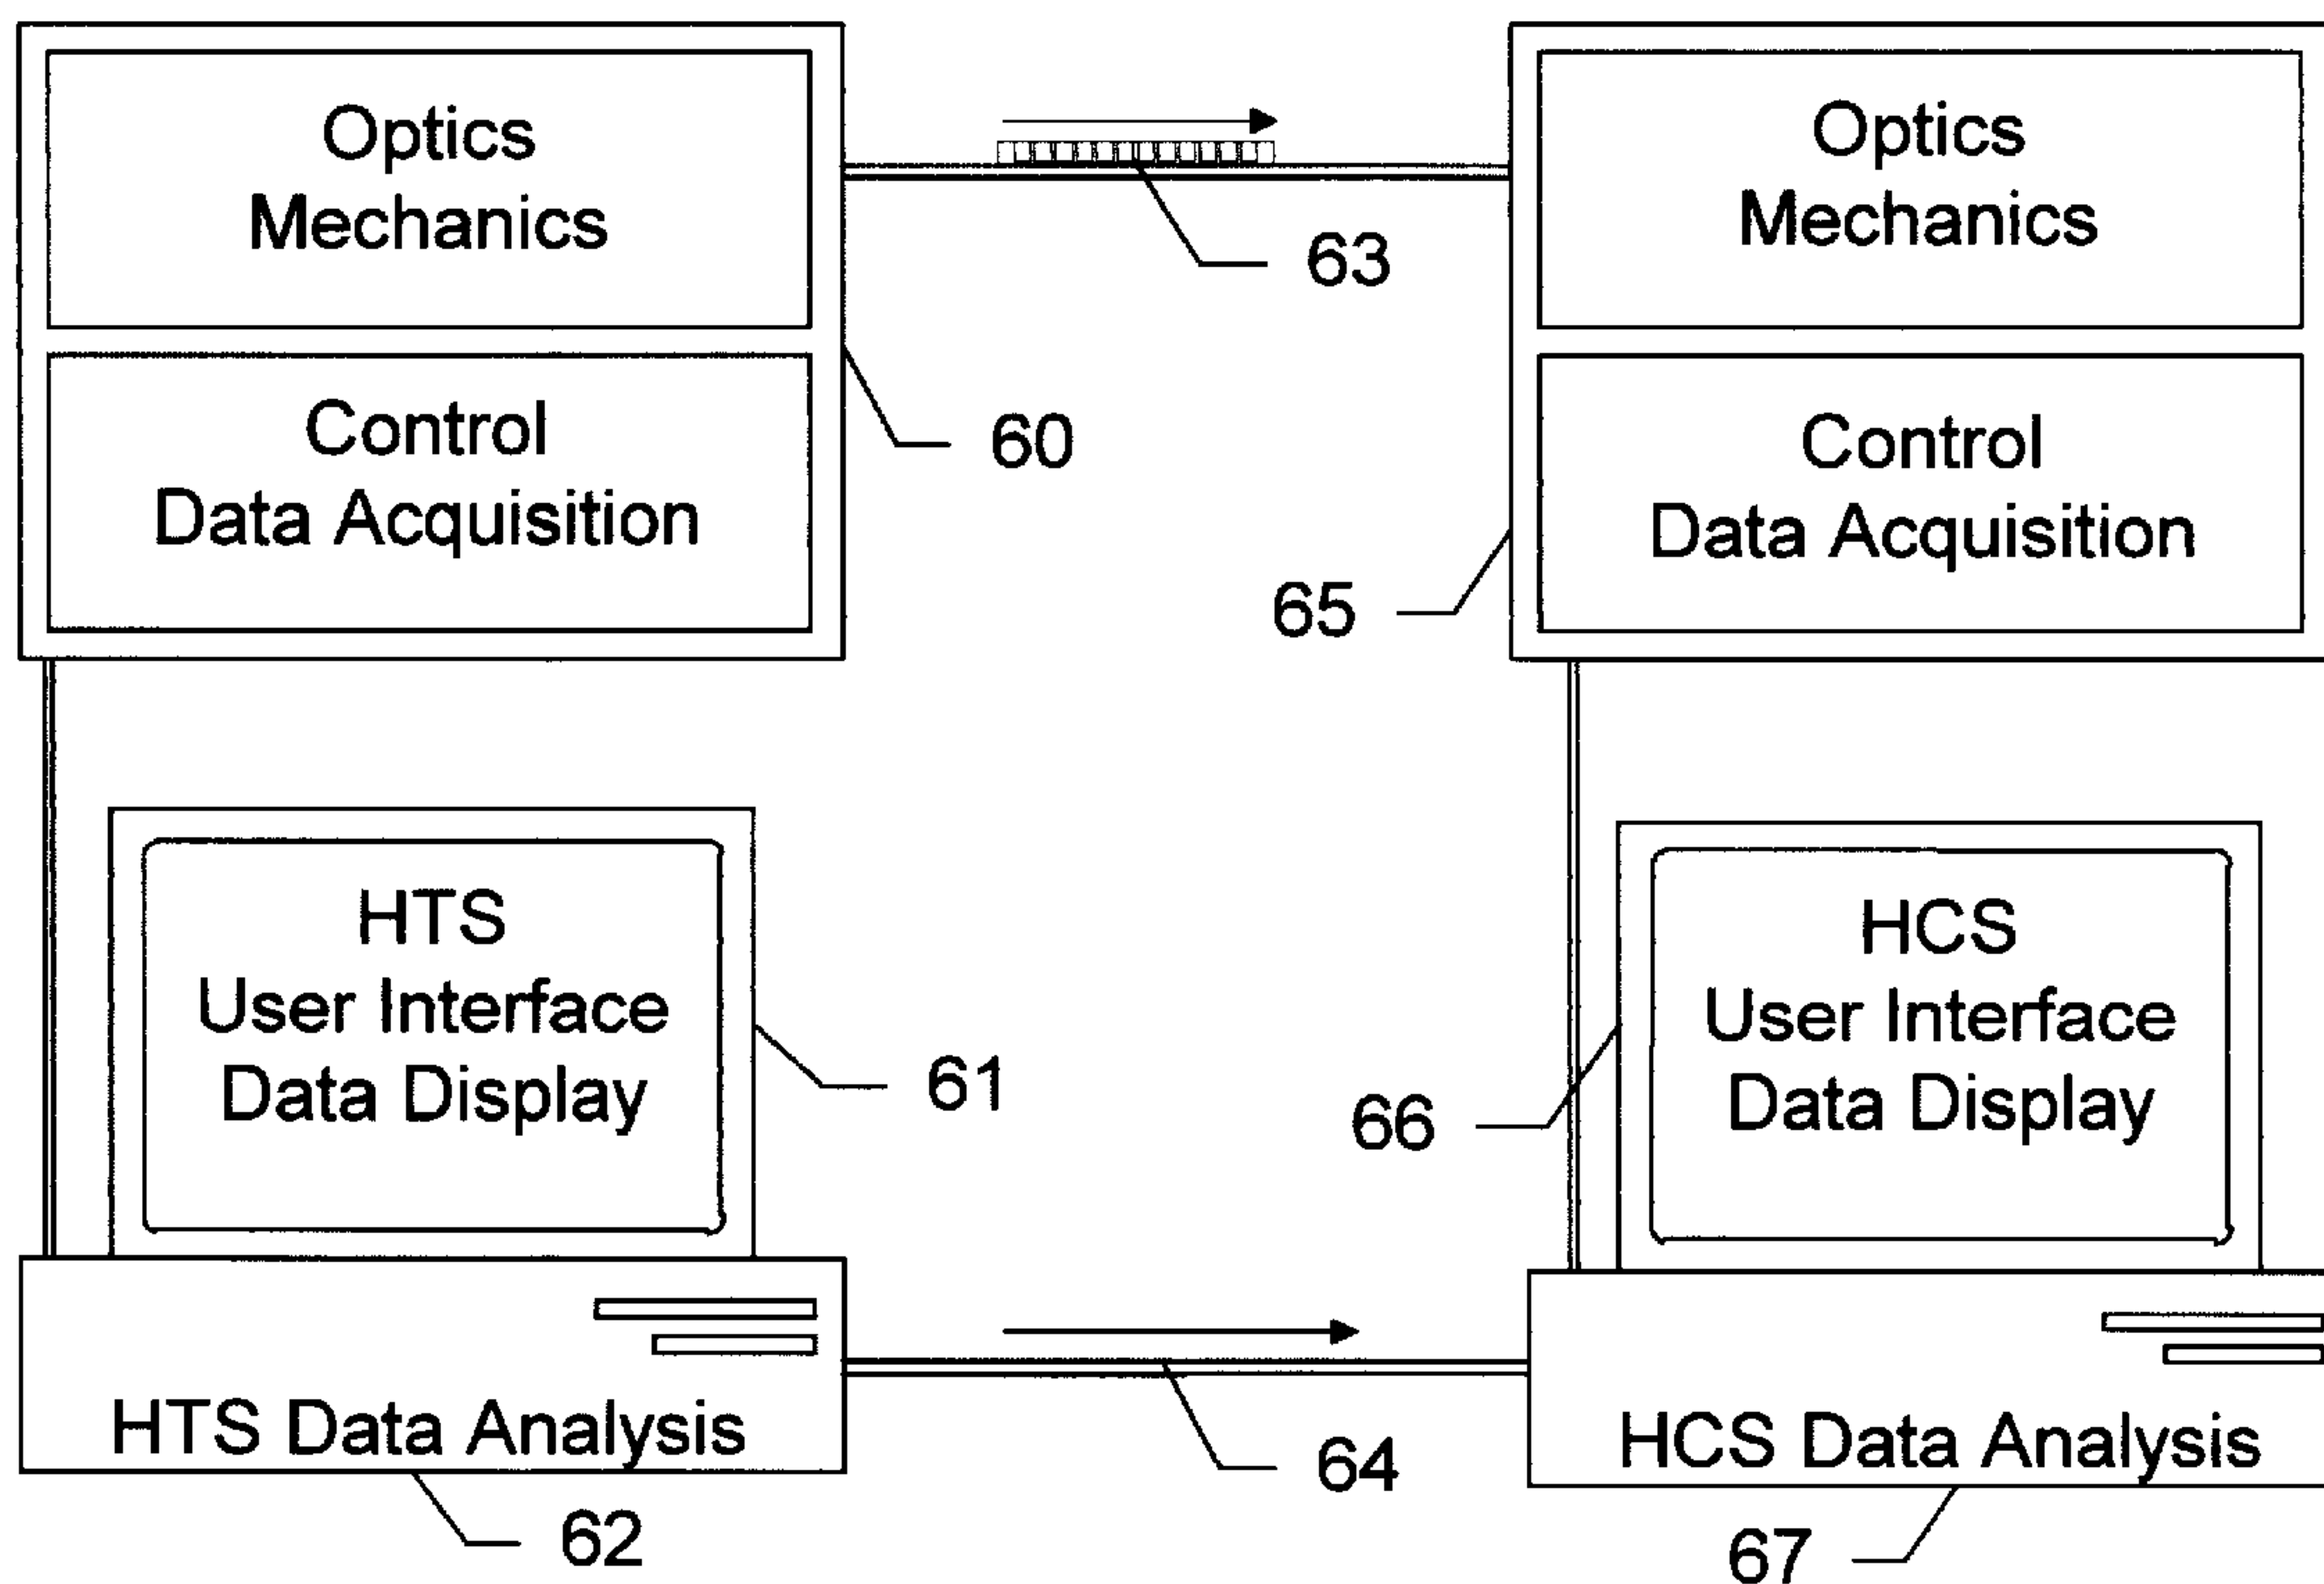 Optics
Mechanics
Control
Data Acquisition
60
63
Optics
Mechanics
Control
Data Acquisition
65
HTS
User Interface
Data Display
61
HCS
User Interface
Data Display
66
HTS Data Analysis
62
64
HCS Data Analysis
67